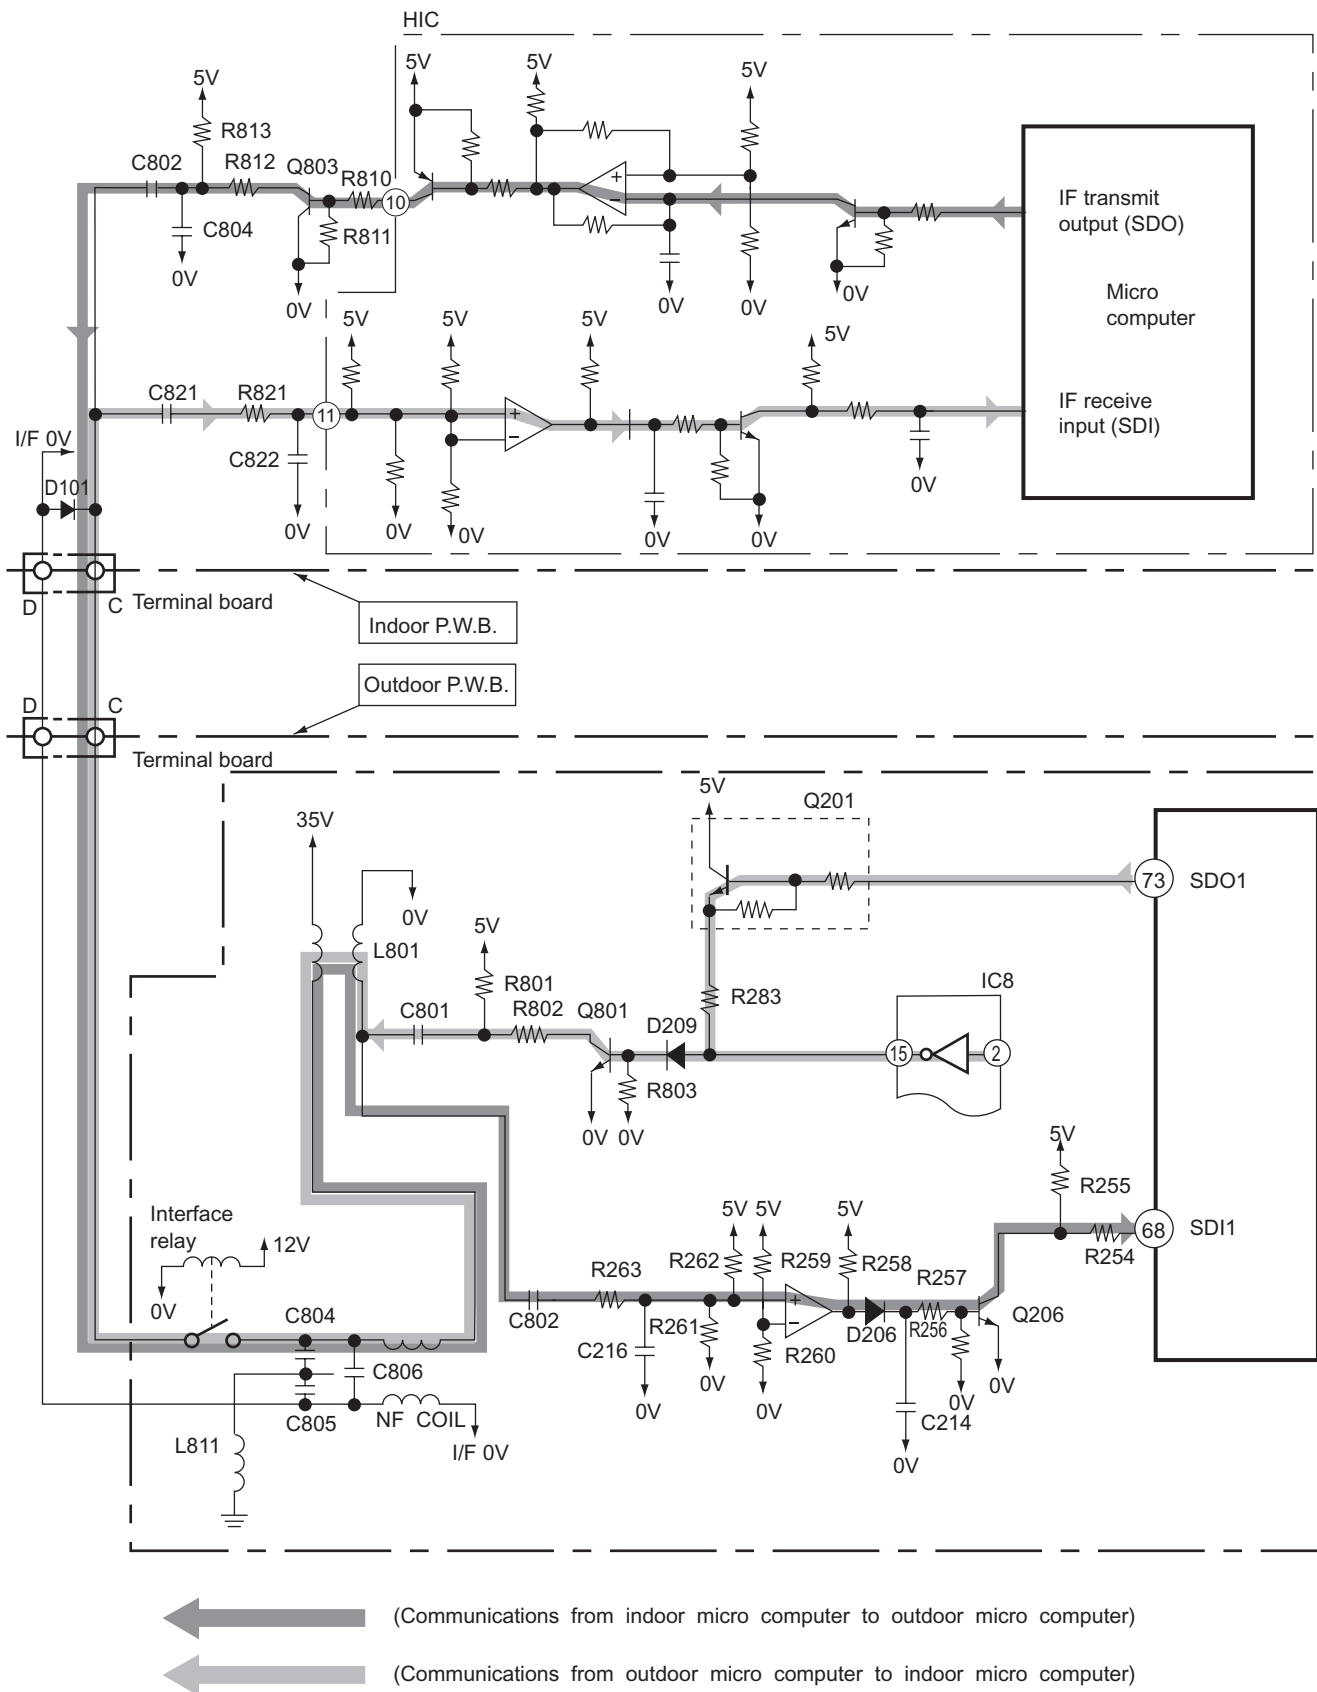 HIC
5V
5V
5V
5V
R813
C802
R812
Q803
R810
10
R811
C804
0V
0V
0V
0V
0V
IF transmit
output (SDO)
Micro
computer
5V
5V
5V
5V
C821
R821
11
IF receive
input (SDI)
I/F 0V
C822
D101
0V
0V
0V
0V
0V
0V
D
C
Terminal board
Indoor P.W.B.
Outdoor P.W.B.
D
C
Terminal board
5V
Q201
35V
73
SDO1
0V
L801
5V
R801
R283
IC8
C801
R802
Q801
D209
15
2
R803
0V
0V
5V
R255
Interface
relay
12V
5V
5V
5V
68
SDI1
R254
R263
R262
R259
R258
R257
0V
C804
C802
R261
D206
R256
Q206
C216
R260
C806
0V
0V
0V
0V
0V
C214
C805
NF COIL
L811
I/F 0V
0V
(Communications from indoor micro computer to outdoor micro computer)
(Communications from outdoor micro computer to indoor micro computer)